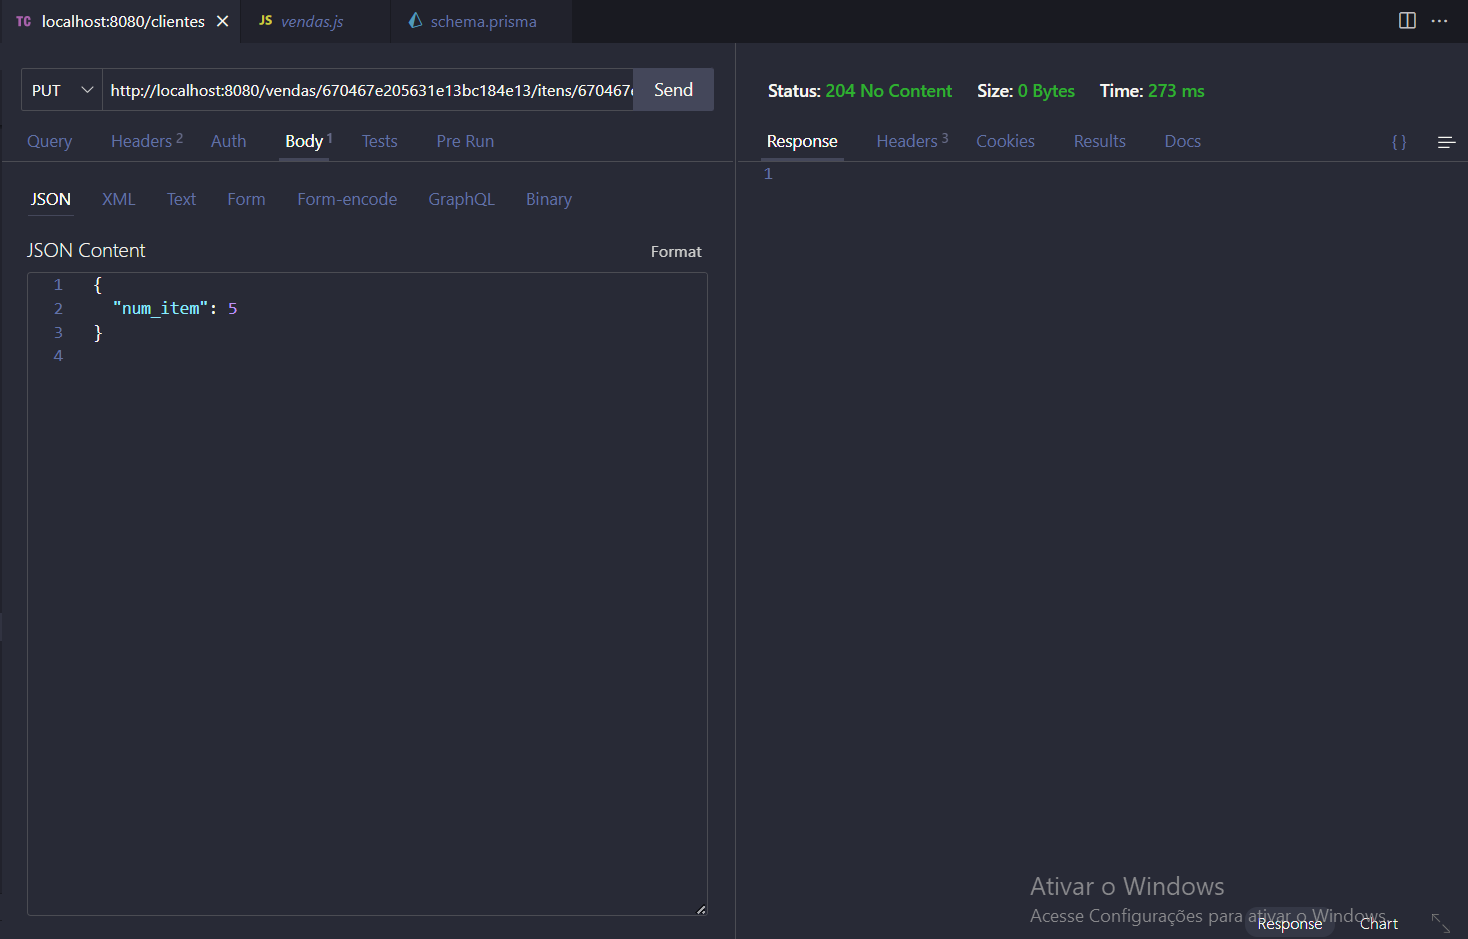 TC localhost:8080/clientes JS vendas.js schema.prisma
PUT http://localhost:8080/vendas/670467e205631e13bc184e13/itens/670467 Send
Query Headers 2 Auth Body 1 Tests Pre Run
JSON XML Text Form Form-encode GraphQL Binary
JSON Content Format
1 {
2 "num_item": 5
3 }
4
Status: 204 No Content Size: 0 Bytes Time: 273 ms
Response Headers 3 Cookies Results Docs { }
1
Ativar o Windows
Acesse Configurações para ativar o Windows.
Response Chart